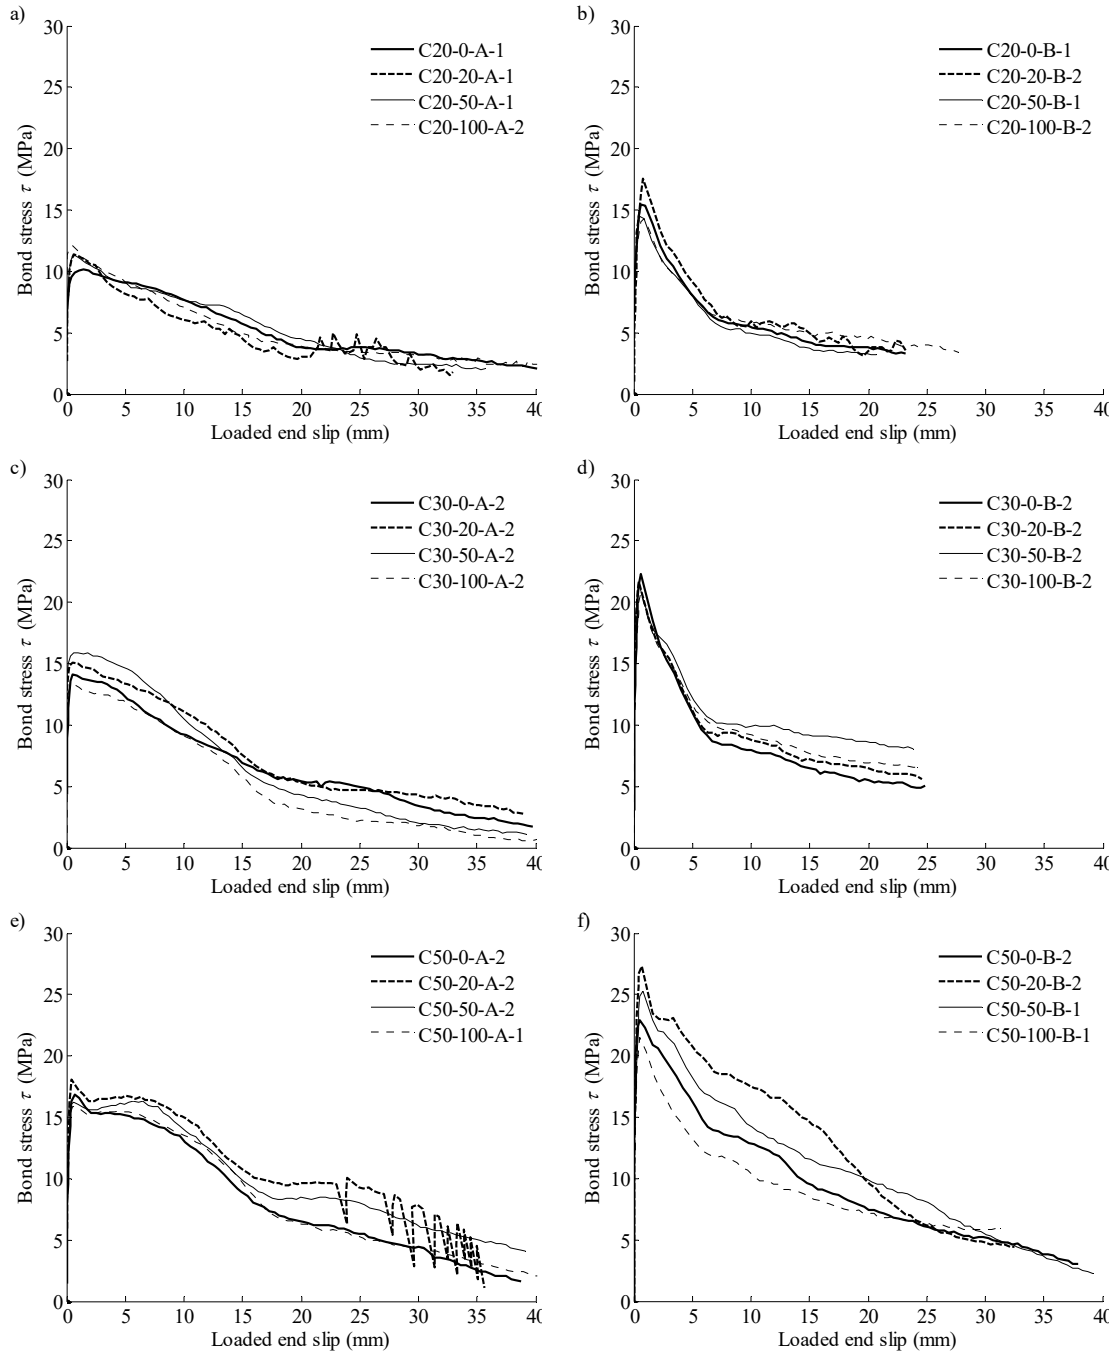 a)
30
25
20
15
10
5
0
Bond stress τ (MPa)
C20-0-A-1
C20-20-A-1
C20-50-A-1
C20-100-A-2
0 5 10 15 20 25 30 35 40
Loaded end slip (mm)
b)
30
25
20
15
10
5
0
Bond stress τ (MPa)
C20-0-B-1
C20-20-B-2
C20-50-B-1
C20-100-B-2
0 5 10 15 20 25 30 35 40
Loaded end slip (mm)
c)
30
25
20
15
10
5
0
Bond stress τ (MPa)
C30-0-A-2
C30-20-A-2
C30-50-A-2
C30-100-A-2
0 5 10 15 20 25 30 35 40
Loaded end slip (mm)
d)
30
25
20
15
10
5
0
Bond stress τ (MPa)
C30-0-B-2
C30-20-B-2
C30-50-B-2
C30-100-B-2
0 5 10 15 20 25 30 35 40
Loaded end slip (mm)
e)
30
25
20
15
10
5
0
Bond stress τ (MPa)
C50-0-A-2
C50-20-A-2
C50-50-A-2
C50-100-A-1
0 5 10 15 20 25 30 35 40
Loaded end slip (mm)
f)
30
25
20
15
10
5
0
Bond stress τ (MPa)
C50-0-B-2
C50-20-B-2
C50-50-B-1
C50-100-B-1
0 5 10 15 20 25 30 35 40
Loaded end slip (mm)